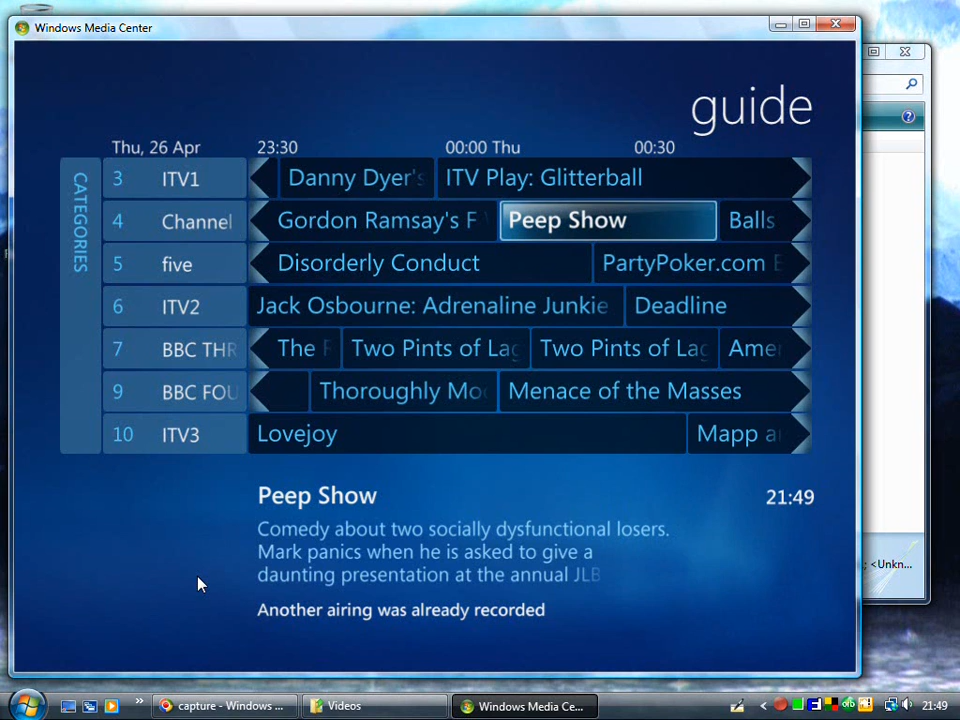 Windows Media Center
guide
Thu, 26 Apr 23:30 00:00 Thu 00:30
CATEGORIES
3 ITV1 Danny Dyer's ITV Play: Glitterball
4 Channel Gordon Ramsay's F Peep Show Balls
5 five Disorderly Conduct PartyPoker.com
6 ITV2 Jack Osbourne: Adrenaline Junkie Deadline
7 BBC THR The Two Pints of Lag Two Pints of Lag Amer
9 BBC FOU Thoroughly Mo Menace of the Masses
10 ITV3 Lovejoy Mapp a
Peep Show 21:49
Comedy about two socially dysfunctional losers.
Mark panics when he is asked to give a
daunting presentation at the annual JLB
Another airing was already recorded
; <Unkn...
capture - Windows ... Videos Windows Media Ce... 21:49